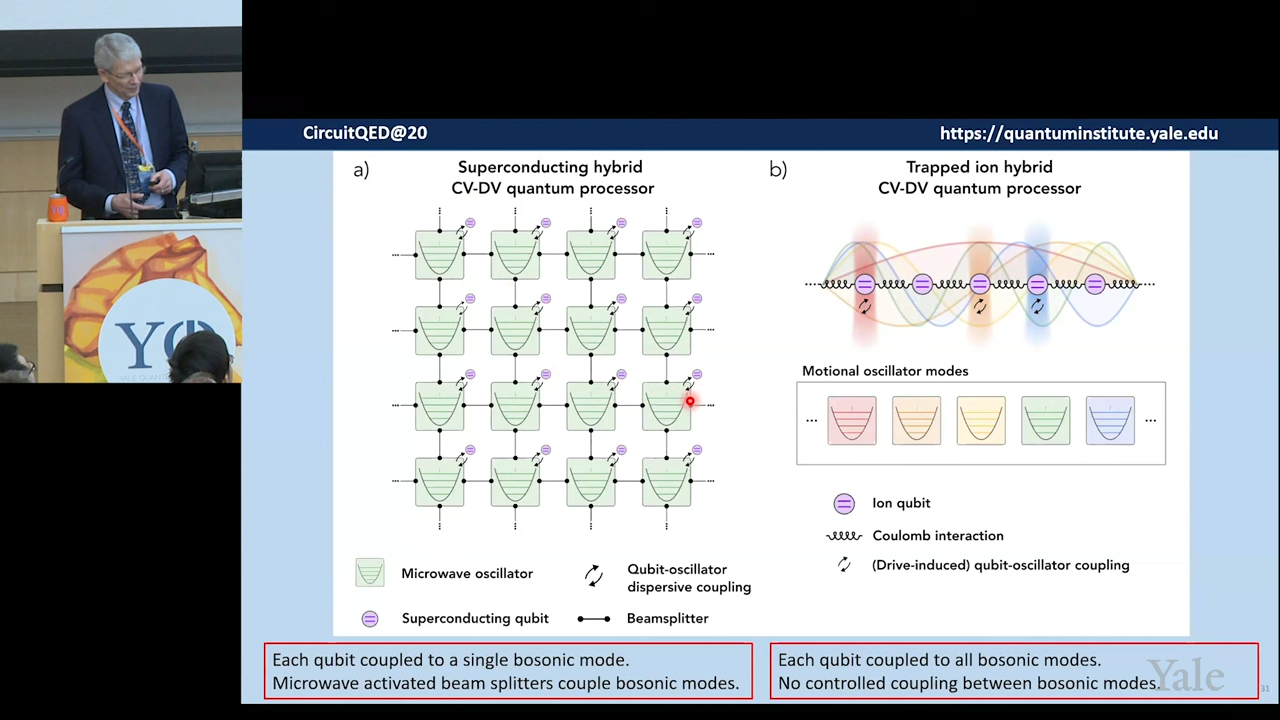 CircuitQED@20
https://quantuminstitute.yale.edu
a)
Superconducting hybrid
CV-DV quantum processor
b)
Trapped ion hybrid
CV-DV quantum processor
Motional oscillator modes
Ion qubit
Coulomb interaction
(Drive-induced) qubit-oscillator coupling
Microwave oscillator
Qubit-oscillator
dispersive coupling
Superconducting qubit
Beamsplitter
Each qubit coupled to a single bosonic mode.
Microwave activated beam splitters couple bosonic modes.
Each qubit coupled to all bosonic modes.
No controlled coupling between bosonic modes.
Yale
31